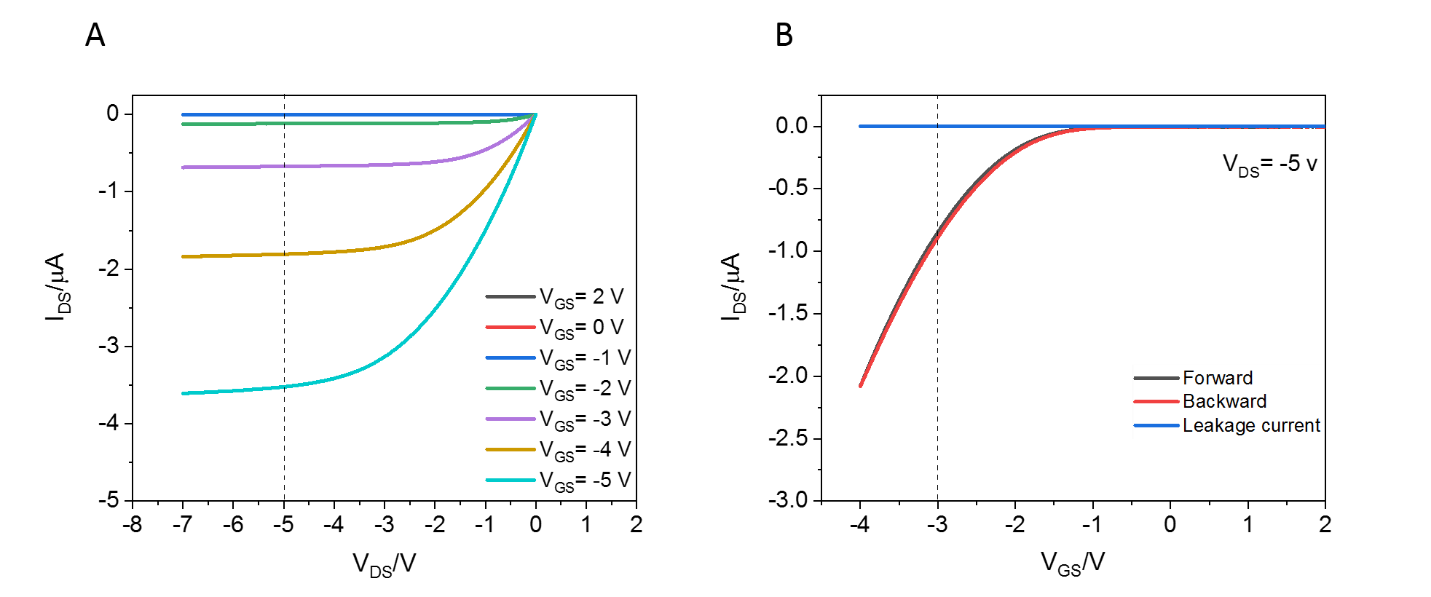 A
B
0
-1
-2
-3
-4
-5
I_DS/μA
V_GS= 2 V
V_GS= 0 V
V_GS= -1 V
V_GS= -2 V
V_GS= -3 V
V_GS= -4 V
V_GS= -5 V
-8 -7 -6 -5 -4 -3 -2 -1 0 1 2
V_DS/V
0.0
-0.5
-1.0
-1.5
-2.0
-2.5
-3.0
I_DS/μA
V_DS= -5 v
Forward
Backward
Leakage current
-4 -3 -2 -1 0 1 2
V_GS/V